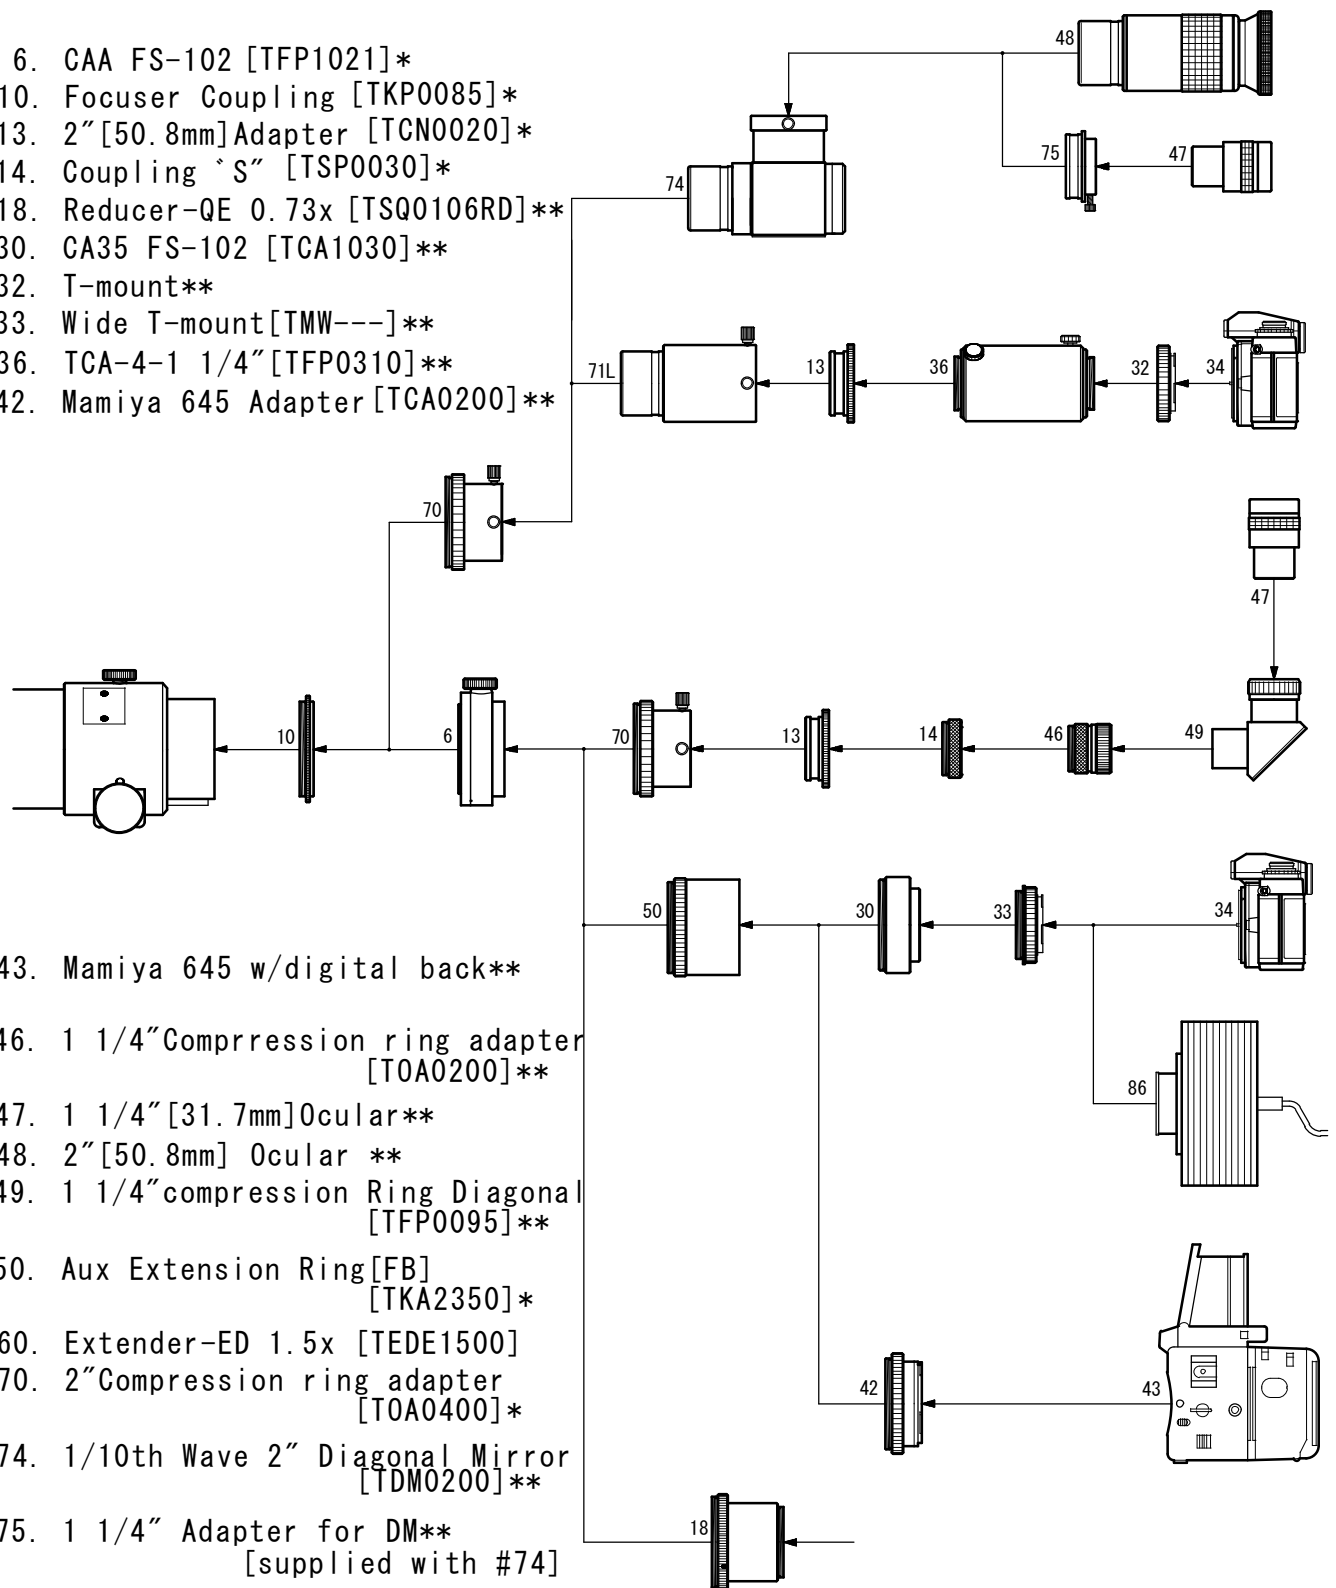 6. CAA FS-102 [TFP1021]*
10. Focuser Coupling [TKP0085]*
13. 2″[50.8mm]Adapter [TCN0020]*
14. Coupling `S″ [TSP0030]*
18. Reducer-QE 0.73x [TSQ0106RD]**
30. CA35 FS-102 [TCA1030]**
32. T-mount**
33. Wide T-mount[TMW---]**
36. TCA-4-1 1/4″[TFP0310]**
42. Mamiya 645 Adapter[TCA0200]**
48
75
47
74
71L
13
36
32
34
70
47
10
6
70
13
14
46
49
50
30
33
34
86
42
43
18
43. Mamiya 645 w/digital back**
46. 1 1/4″Comprression ring adapter
[TOA0200]**
47. 1 1/4″[31.7mm]Ocular**
48. 2″[50.8mm] Ocular **
49. 1 1/4″compression Ring Diagonal
[TFP0095]**
50. Aux Extension Ring[FB]
[TKA2350]*
60. Extender-ED 1.5x [TEDE1500]
70. 2″Compression ring adapter
[TOA0400]*
74. 1/10th Wave 2″ Diagonal Mirror
[TDM0200]**
75. 1 1/4″ Adapter for DM**
[supplied with #74]